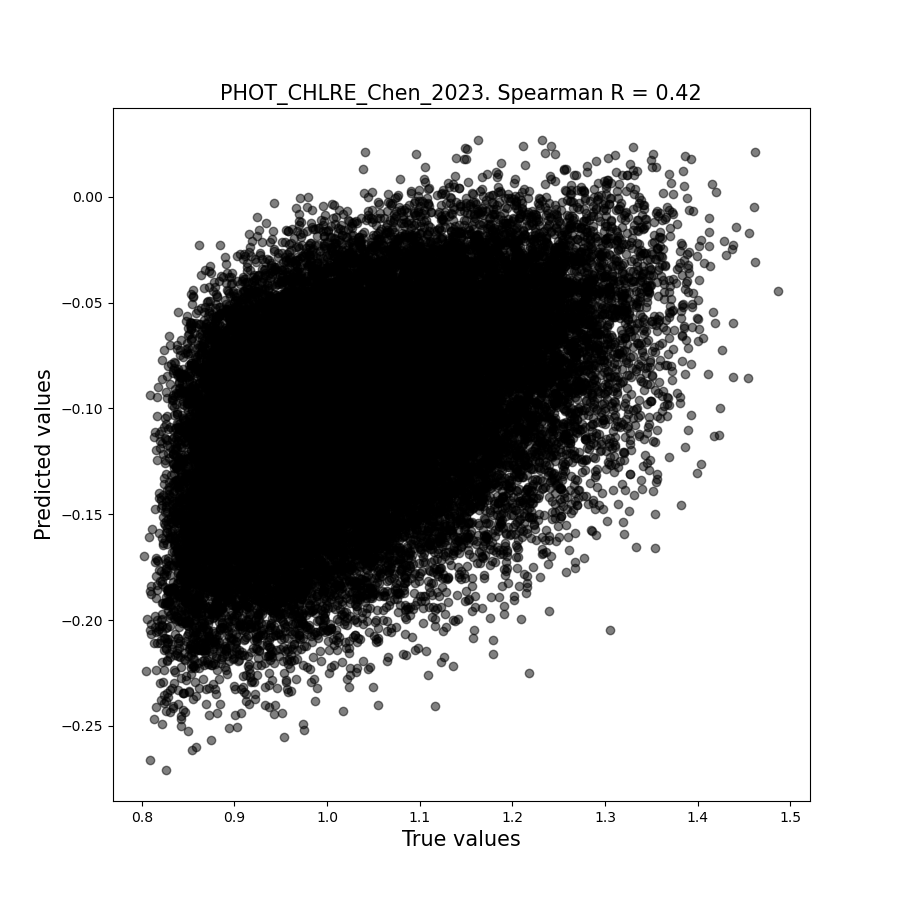 PHOT_CHLRE_Chen_2023. Spearman R = 0.42
0.00
−0.05
−0.10
−0.15
−0.20
−0.25
Predicted values
0.8 0.9 1.0 1.1 1.2 1.3 1.4 1.5
True values